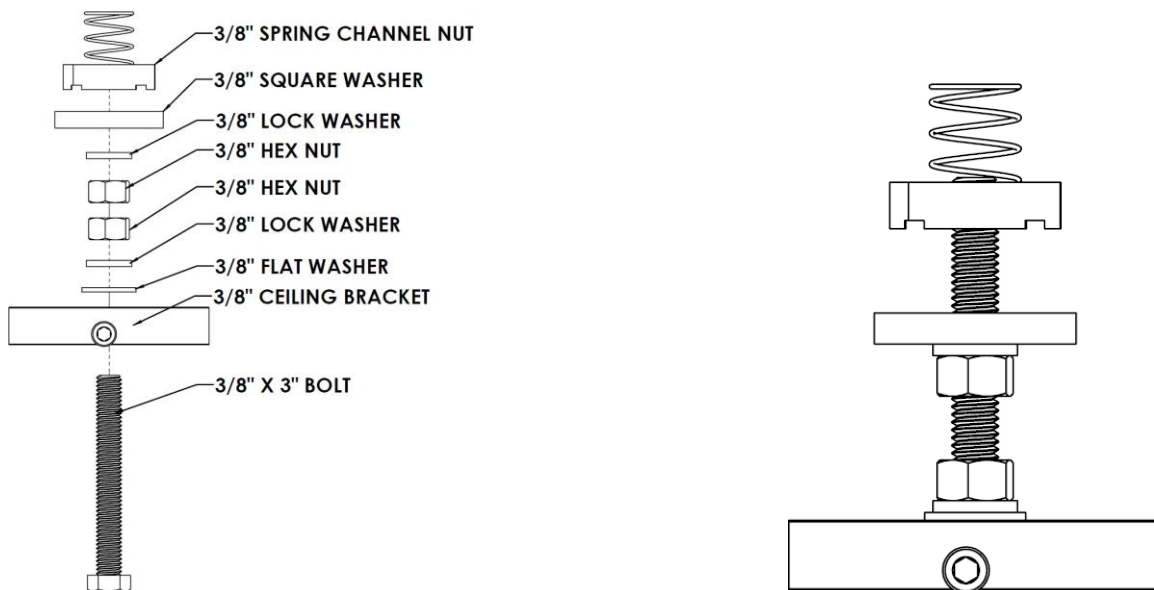 3/8" SPRING CHANNEL NUT
3/8" SQUARE WASHER
3/8" LOCK WASHER
3/8" HEX NUT
3/8" HEX NUT
3/8" LOCK WASHER
3/8" FLAT WASHER
3/8" CEILING BRACKET
3/8" X 3" BOLT